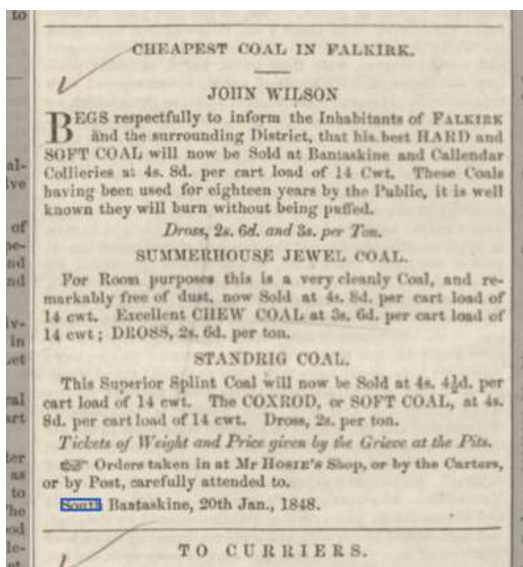 to
CHEAPEST COAL IN FALKIRK.
JOHN WILSON
BEGS respectfully to inform the Inhabitants of FALKIRK
and the surrounding District, that his best HARD and
SOFT COAL will now be Sold at Bantaskine and Callendar
Collieries at 4s. 8d. per cart load of 14 Cwt. These Coals
having been used for eighteen years by the Public, it is well
known they will burn without being puffed.
Dross, 2s. 6d. and 3s. per Ton.
SUMMERHOUSE JEWEL COAL.
For Room purposes this is a very cleanly Coal, and re-
markably free of dust, now Sold at 4s. 8d. per cart load of
14 cwt. Excellent CHEW COAL at 3s. 6d. per cart load of
14 cwt; DROSS, 2s. 6d. per ton.
STANDRIG COAL.
This Superior Splint Coal will now be Sold at 4s. 4½d. per
cart load of 14 cwt. The COXROD, or SOFT COAL, at 4s.
8d. per cart load of 14 cwt. Dross, 2s. per ton.
Tickets of Weight and Price given by the Grieve at the Pits.
☞ Orders taken in at Mr HOSIE'S Shop, or by the Carters,
or by Post, carefully attended to.
South Bantaskine, 20th Jan., 1848.
TO CURRIERS.